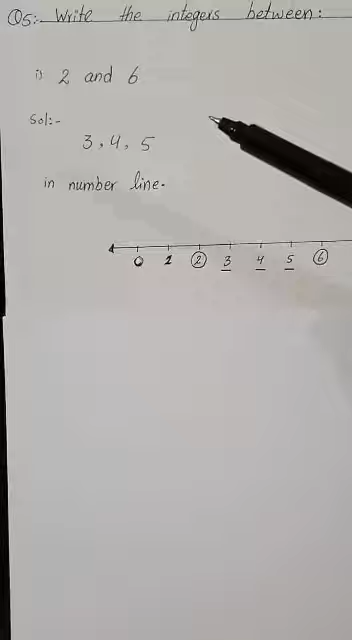 Q5:- Write the integers between:
i) 2 and 6
Sol:-
3, 4, 5
in number line.
0 1 2 3 4 5 6